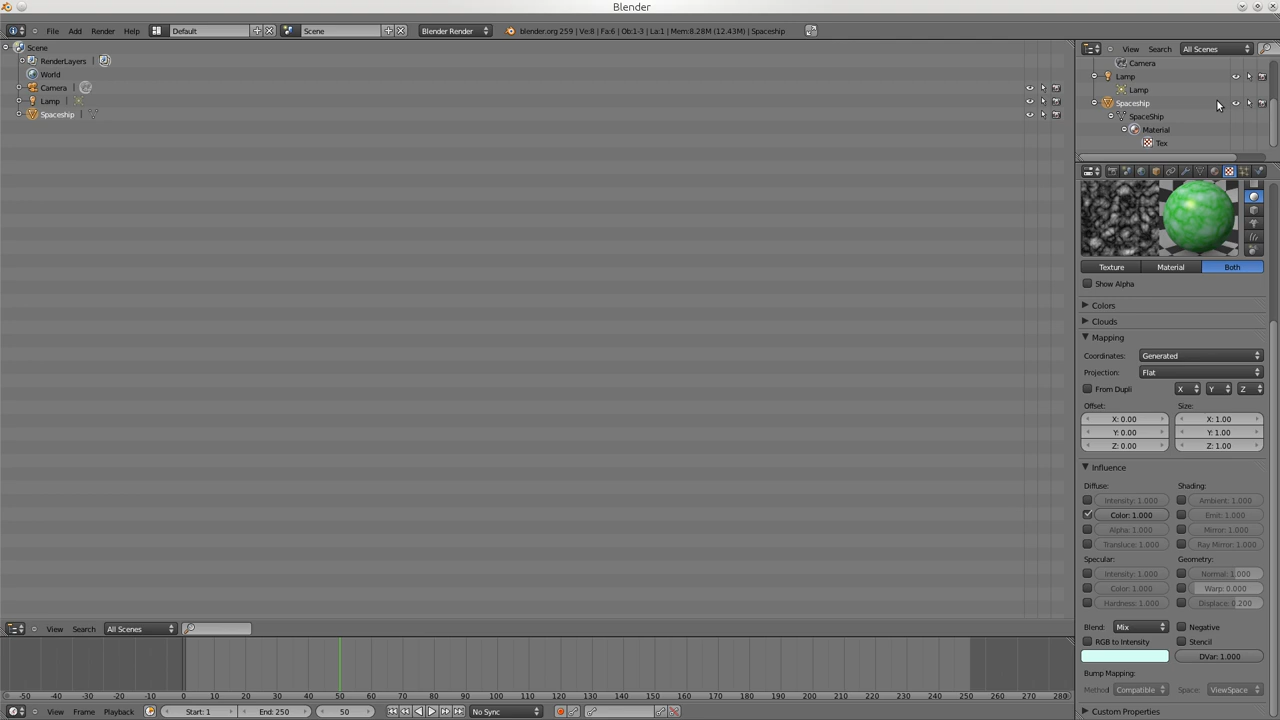 Blender
File Add Render Help Default Scene Blender Render blender.org 259 | Ve:8 | Fa:6 | Ob:1-3 | La:1 | Mem:8.28M (12.43M) | Spaceship
Scene
RenderLayers |
World
Camera |
Lamp |
Spaceship |
View Search All Scenes
Camera
Lamp
Lamp
Spaceship
SpaceShip
Material
Tex
Texture Material Both
Show Alpha
Colors
Clouds
Mapping
Coordinates: Generated
Projection: Flat
From Dupli X Y Z
Offset: Size:
X: 0.00 X: 1.00
Y: 0.00 Y: 1.00
Z: 0.00 Z: 1.00
Influence
Diffuse: Shading:
Intensity: 1.000 Ambient: 1.000
Color: 1.000 Emit: 1.000
Alpha: 1.000 Mirror: 1.000
Transluce: 1.000 Ray Mirror: 1.000
Specular: Geometry:
Intensity: 1.000 Normal: 1.000
Color: 1.000 Warp: 0.000
Hardness: 1.000 Displace: 0.200
Blend: Mix Negative
RGB to Intensity Stencil
DVar: 1.000
Bump Mapping:
Method: Compatible Space: ViewSpace
Custom Properties
View Search All Scenes
-50 -40 -30 -20 -10 0 10 20 30 40 50 60 70 80 90 100 110 120 130 140 150 160 170 180 190 200 210 220 230 240 250 260 270 280
View Frame Playback Start: 1 End: 250 50 No Sync